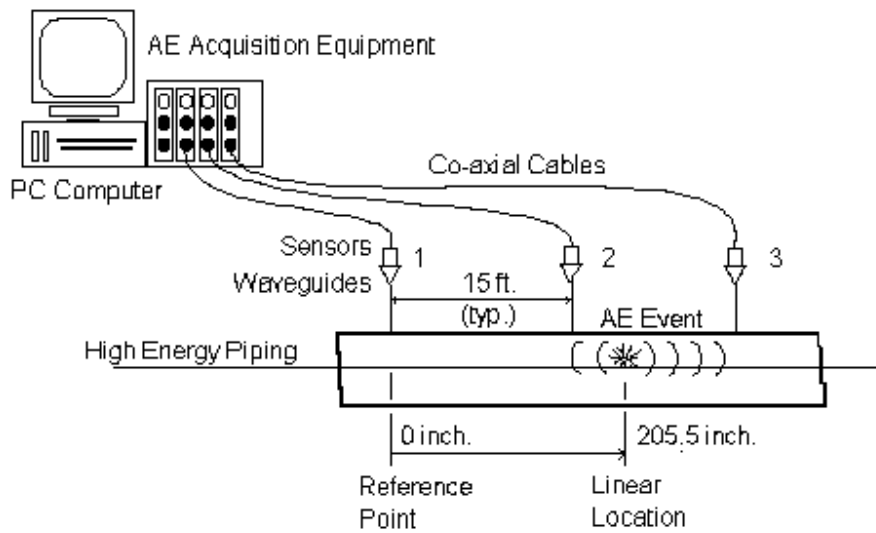 AE Acquisition Equipment
PC Computer
Co-axial Cables
Sensors
1
2
3
Waveguides
15 ft.
(typ.)
AE Event
High Energy Piping
0 inch.
205.5 inch.
Reference
Point
Linear
Location